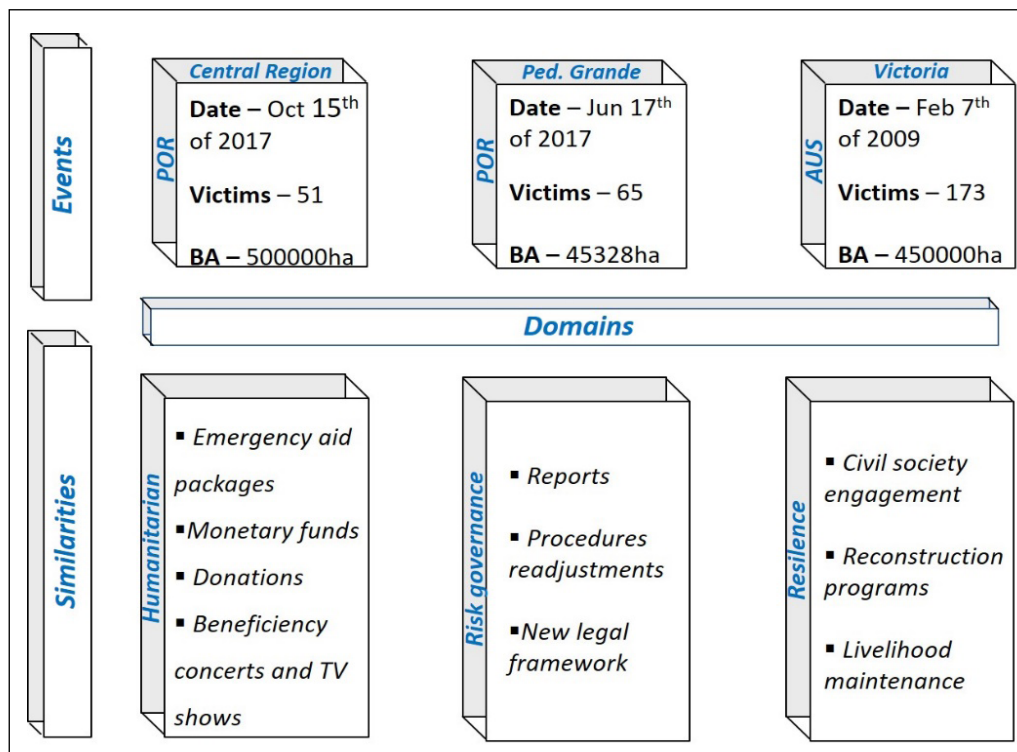 Events
Central Region
POR
Date – Oct 15th
of 2017
Victims – 51
BA – 500000ha
Ped. Grande
POR
Date – Jun 17th
of 2017
Victims – 65
BA – 45328ha
Victoria
AUS
Date – Feb 7th
of 2009
Victims – 173
BA – 450000ha
Domains
Similarities
Humanitarian
▪ Emergency aid
packages
▪Monetary funds
▪ Donations
▪ Beneficiency
concerts and TV
shows
Risk governance
▪ Reports
▪ Procedures
readjustments
▪New legal
framework
Resilence
▪ Civil society
engagement
▪ Reconstruction
programs
▪ Livelihood
maintenance